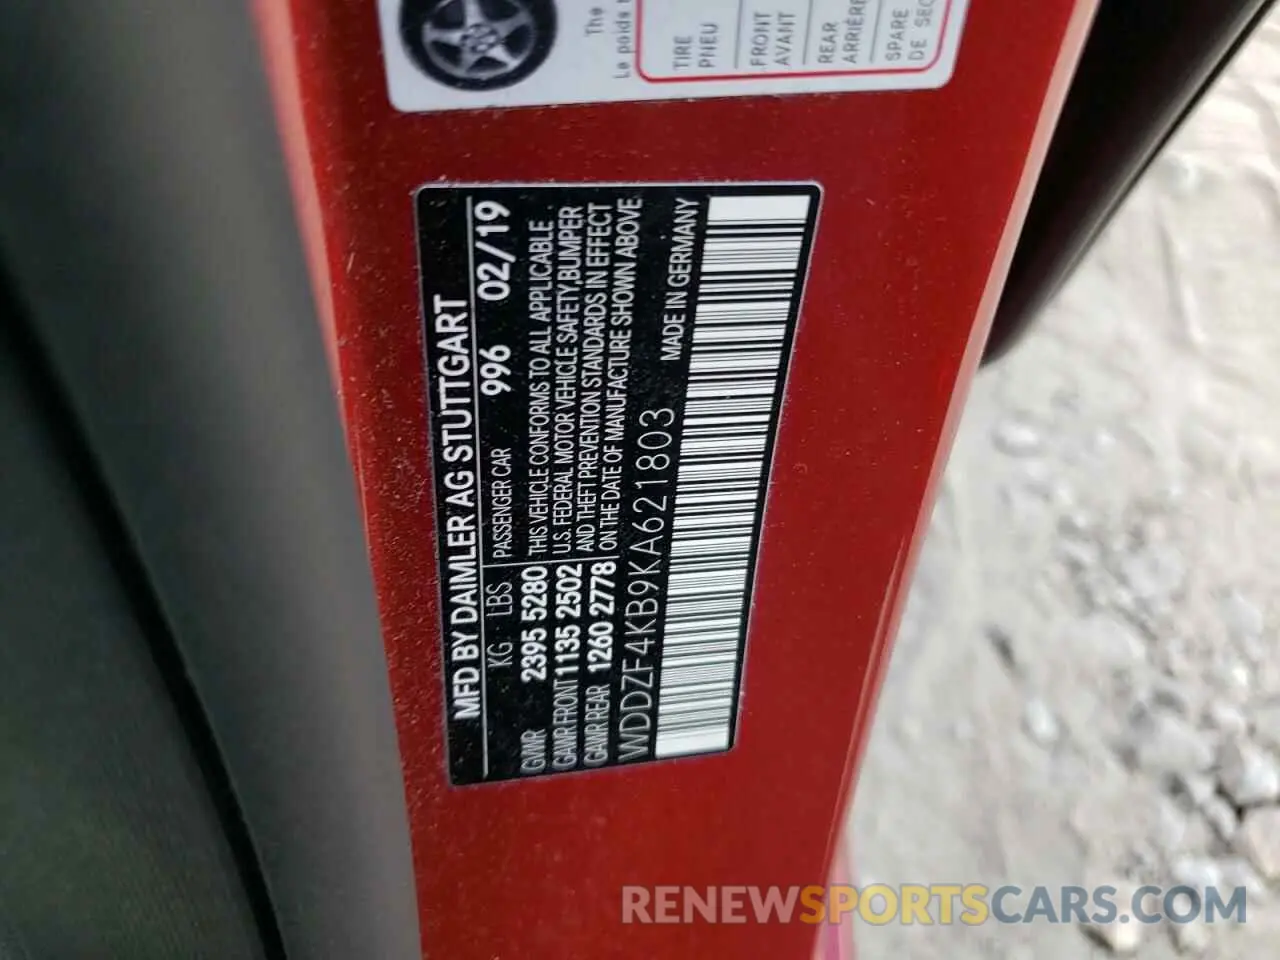 The
Le poids
TIRE
PNEU
FRONT
AVANT
REAR
ARRIÈRE
SPARE
DE
MFD BY DAIMLER AG STUTTGART
KG LBS PASSENGER CAR 996 02/19
GVWR 2395 5280 THIS VEHICLE CONFORMS TO ALL APPLICABLE
GAWR FRONT 1135 2502 U.S. FEDERAL MOTOR VEHICLE SAFETY, BUMPER
GAWR REAR 1260 2778 AND THEFT PREVENTION STANDARDS IN EFFECT
ON THE DATE OF MANUFACTURE SHOWN ABOVE
WDDZF4KB9KA621803 MADE IN GERMANY
RENEWSPORTSCARS.COM